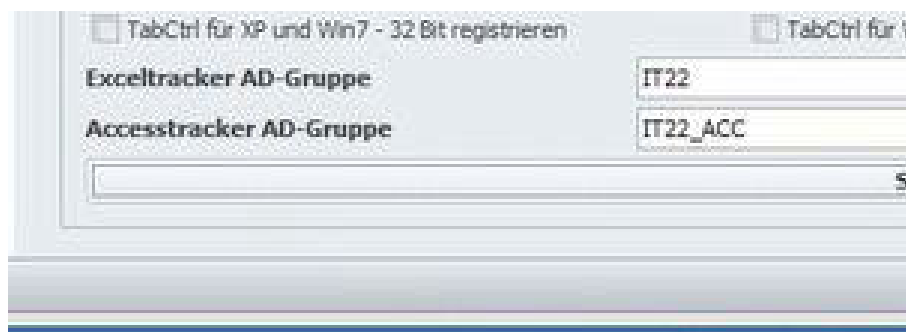 TabCtrl für XP und Win7 - 32 Bit registrieren TabCtrl für
Exceltracker AD-Gruppe IT22
Accesstracker AD-Gruppe IT22_ACC